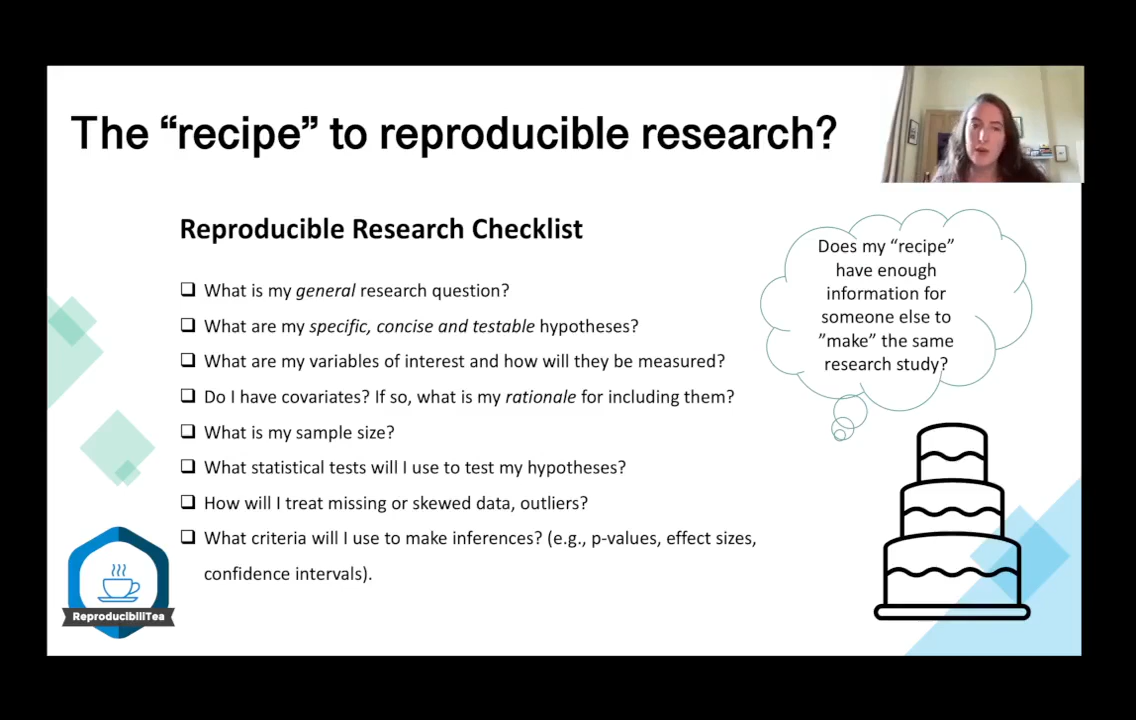 The “recipe” to reproducible research?
Reproducible Research Checklist
❑ What is my general research question?
❑ What are my specific, concise and testable hypotheses?
❑ What are my variables of interest and how will they be measured?
❑ Do I have covariates? If so, what is my rationale for including them?
❑ What is my sample size?
❑ What statistical tests will I use to test my hypotheses?
❑ How will I treat missing or skewed data, outliers?
❑ What criteria will I use to make inferences? (e.g., p-values, effect sizes,
confidence intervals).
Does my “recipe”
have enough
information for
someone else to
”make” the same
research study?
ReproducibiliTea